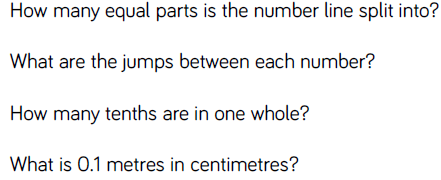 How many equal parts is the number line split into?
What are the jumps between each number?
How many tenths are in one whole?
What is 0.1 metres in centimetres?